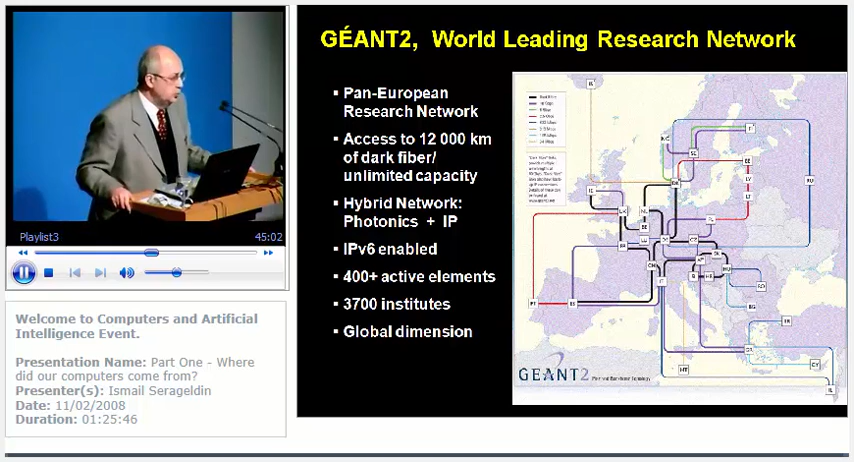 GÉANT2, World Leading Research Network
Pan-European
Research Network
Access to 12 000 km
of dark fiber/
unlimited capacity
Hybrid Network:
Photonics + IP
IPv6 enabled
400+ active elements
3700 institutes
Global dimension
GEANT2
Playlist3
45:02
Welcome to Computers and Artificial
Intelligence Event.
Presentation Name: Part One - Where
did our computers come from?
Presenter(s): Ismail Serageldin
Date: 11/02/2008
Duration: 01:25:46